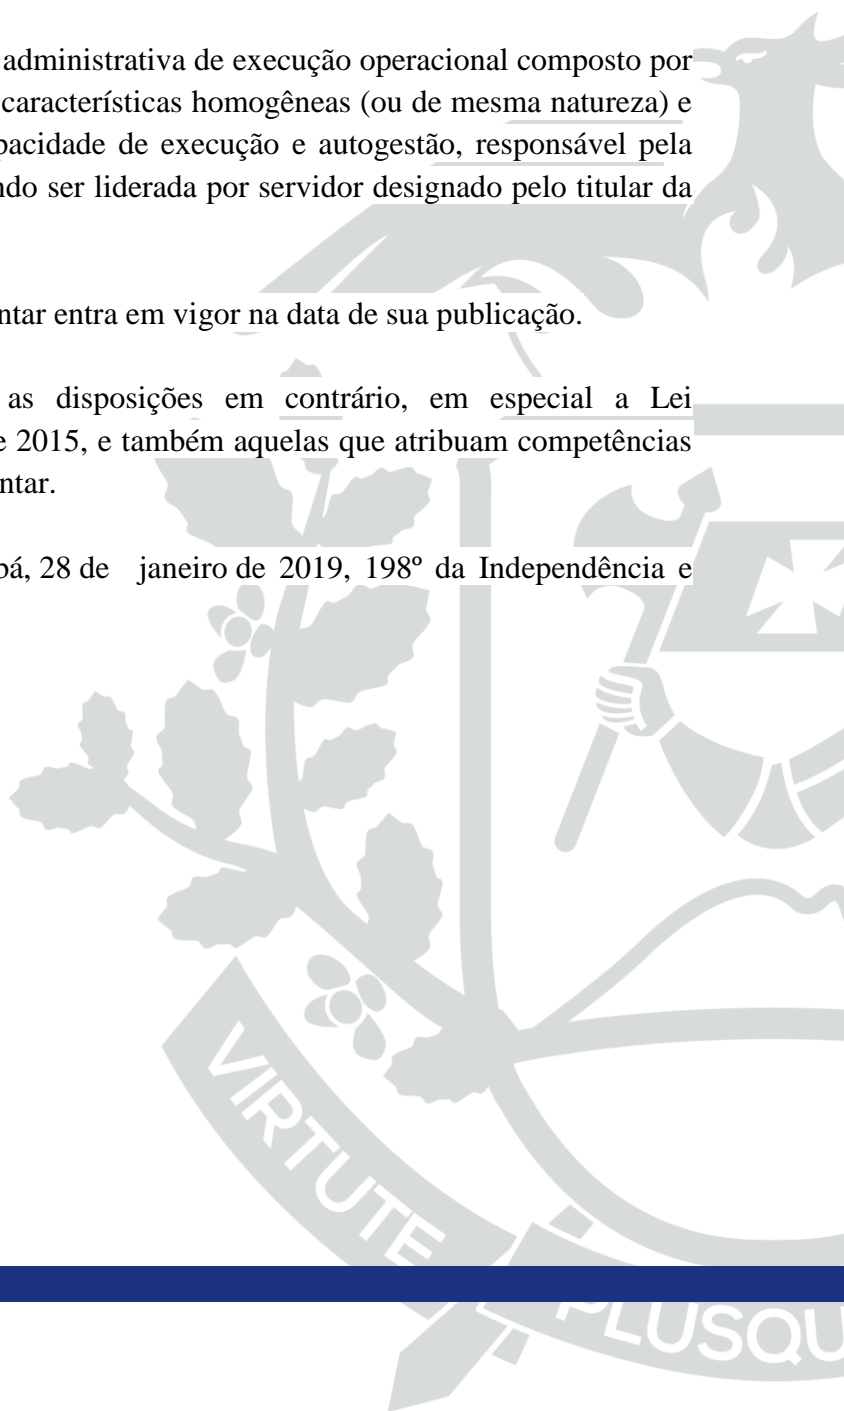 administrativa de execução operacional composto por
características homogêneas (ou de mesma natureza) e
pacidade de execução e autogestão, responsável pela
ndo ser liderada por servidor designado pelo titular da
ntar entra em vigor na data de sua publicação.
as disposições em contrário, em especial a Lei
e 2015, e também aquelas que atribuam competências
ntar.
bá, 28 de janeiro de 2019, 198º da Independência e
VIRTUTE
PLUSQU